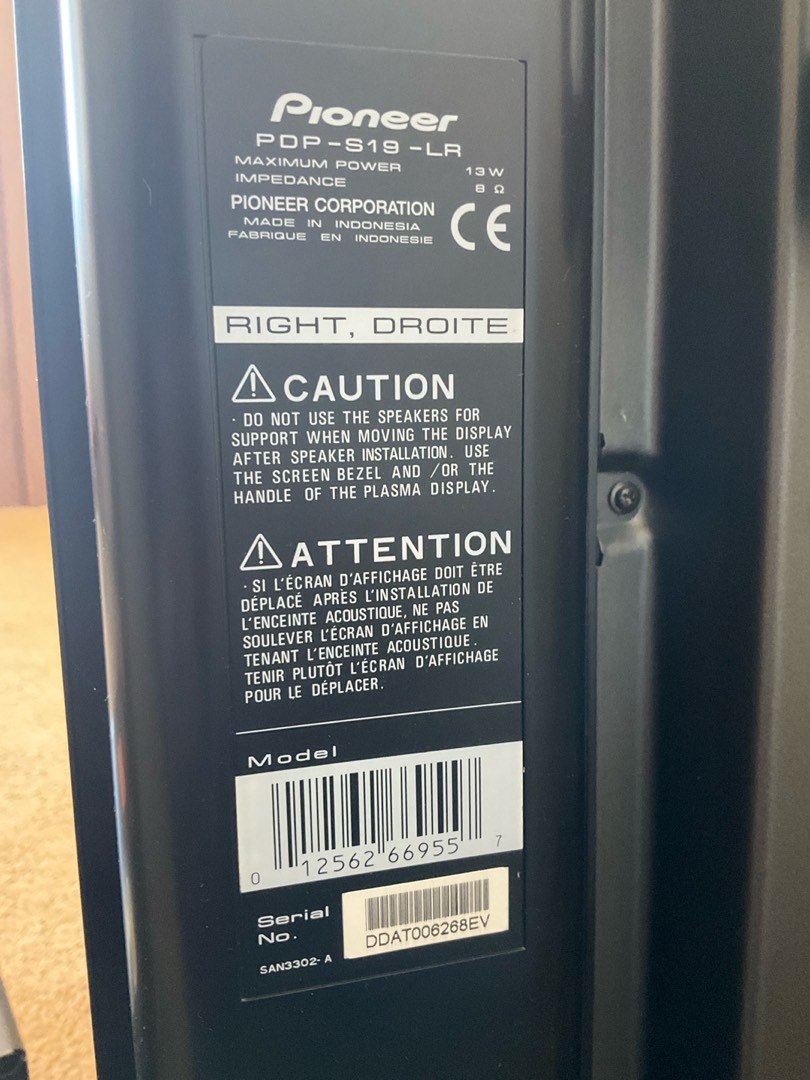 Pioneer
PDP-S19-LR
MAXIMUM POWER 13W
IMPEDANCE 8 Ω
PIONEER CORPORATION
MADE IN INDONESIA
FABRIQUE EN INDONESIE
CE
RIGHT, DROITE
⚠ CAUTION
· DO NOT USE THE SPEAKERS FOR
SUPPORT WHEN MOVING THE DISPLAY
AFTER SPEAKER INSTALLATION. USE
THE SCREEN BEZEL AND /OR THE
HANDLE OF THE PLASMA DISPLAY.
⚠ ATTENTION
· SI L'ÉCRAN D'AFFICHAGE DOIT ÊTRE
DÉPLACÉ APRÈS L'INSTALLATION DE
L'ENCEINTE ACOUSTIQUE, NE PAS
SOULEVER L'ÉCRAN D'AFFICHAGE EN
TENANT L'ENCEINTE ACOUSTIQUE.
TENIR PLUTÔT L'ÉCRAN D'AFFICHAGE
POUR LE DÉPLACER.
Model
0 12562 66955 7
Serial
No.
DDAT006268EV
SAN3302-A